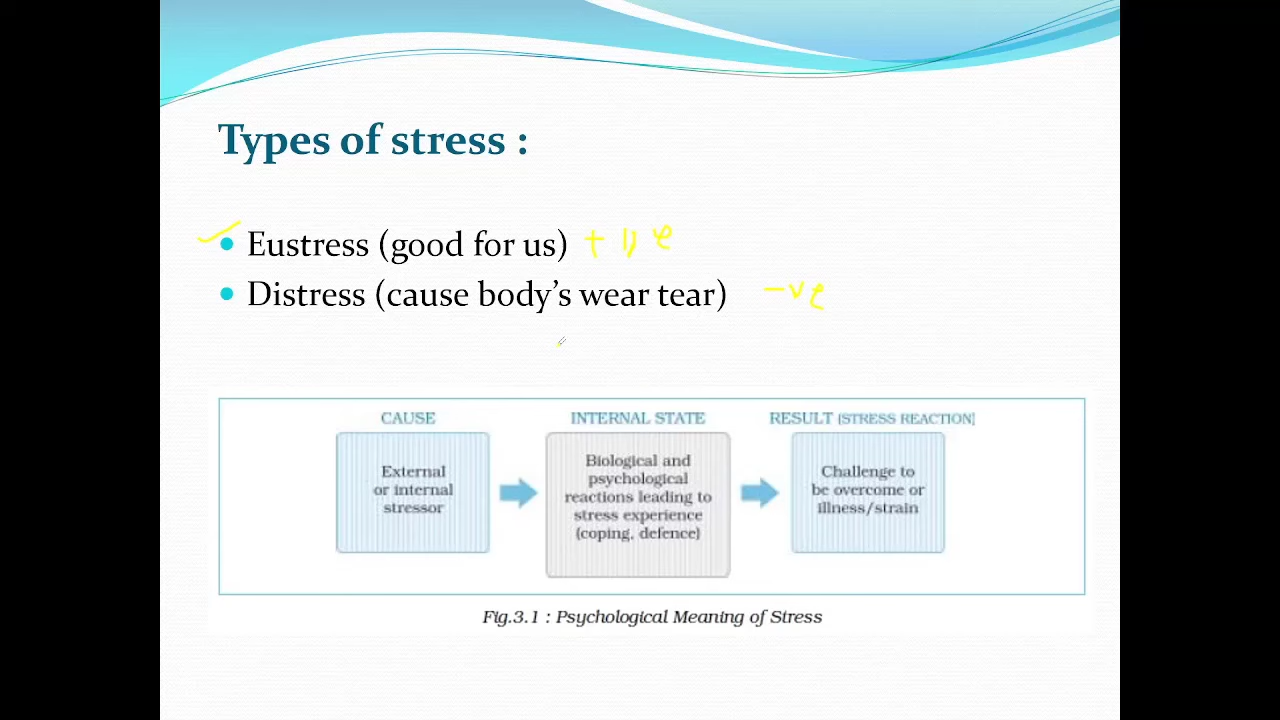 Types of stress :
Eustress (good for us) +ve
Distress (cause body's wear tear) -ve
CAUSE
External
or internal
stressor
INTERNAL STATE
Biological and
psychological
reactions leading to
stress experience
(coping, defence)
RESULT [STRESS REACTION]
Challenge to
be overcome or
illness/strain
Fig.3.1 : Psychological Meaning of Stress